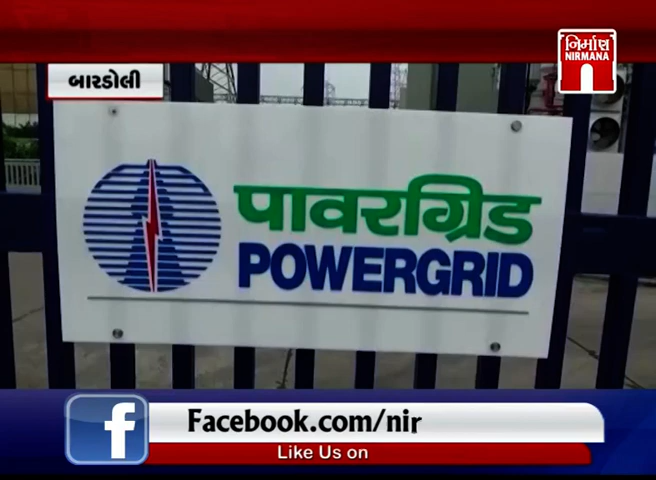 નિર્માણ
NIRMANA
બારડોલી
पावरग्रिड
POWERGRID
f
Facebook.com/nir
Like Us on